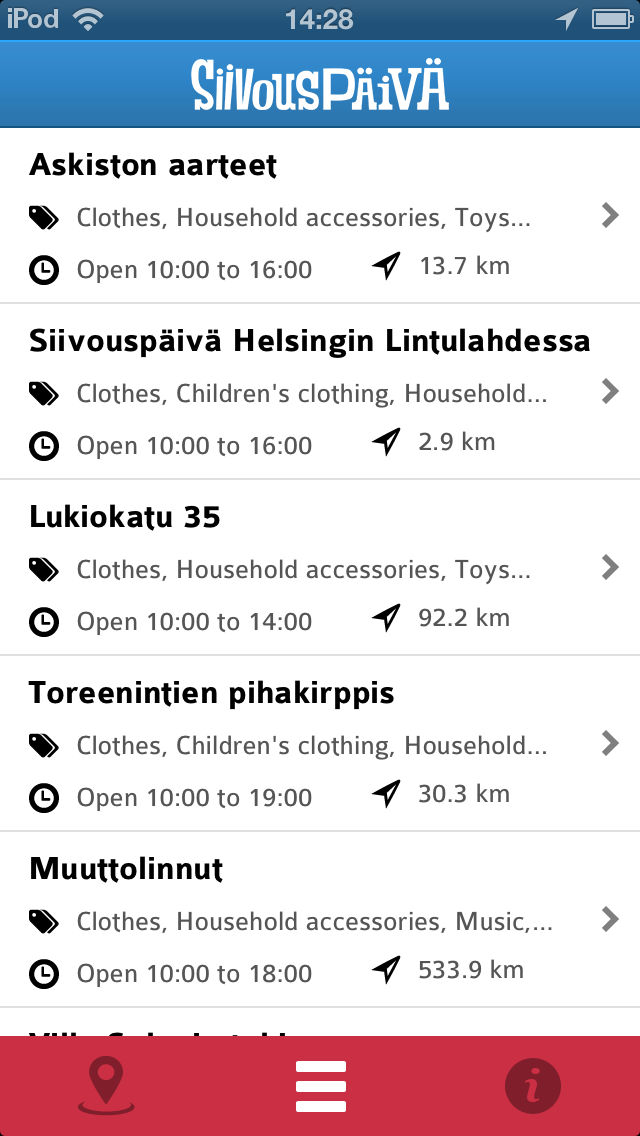 iPod 14:28
SiiVOUSPÄiVÄ
Askiston aarteet
Clothes, Household accessories, Toys...
Open 10:00 to 16:00 13.7 km
Siivouspäivä Helsingin Lintulahdessa
Clothes, Children's clothing, Household...
Open 10:00 to 16:00 2.9 km
Lukiokatu 35
Clothes, Household accessories, Toys...
Open 10:00 to 14:00 92.2 km
Toreenintien pihakirppis
Clothes, Children's clothing, Household...
Open 10:00 to 19:00 30.3 km
Muuttolinnut
Clothes, Household accessories, Music,...
Open 10:00 to 18:00 533.9 km